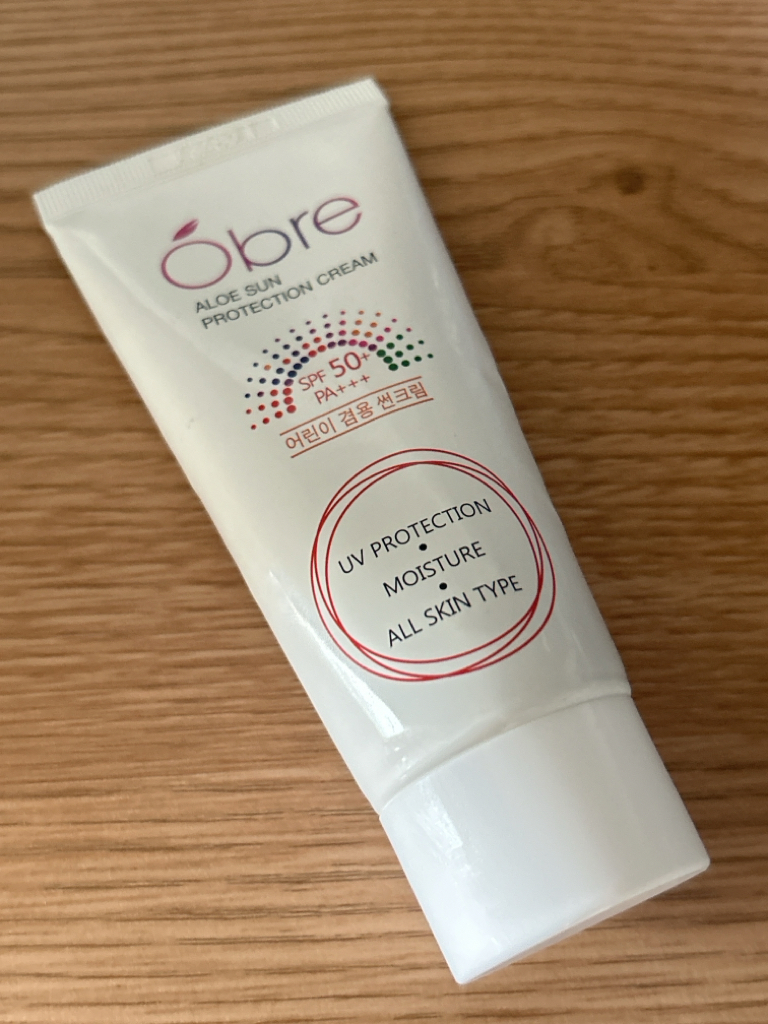 Obre
ALOE SUN
PROTECTION CREAM
SPF 50+
PA+++
어린이 겸용 썬크림
UV PROTECTION
•
MOISTURE
•
ALL SKIN TYPE